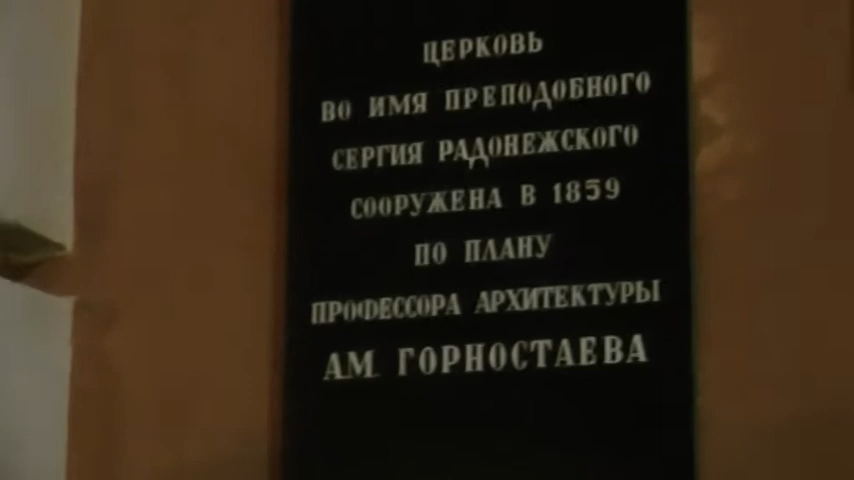 ЦЕРКОВЬ
ВО ИМЯ ПРЕПОДОБНОГО
СЕРГИЯ РАДОНЕЖСКОГО
СООРУЖЕНА В 1859
ПО ПЛАНУ
ПРОФЕССОРА АРХИТЕКТУРЫ
А.М. ГОРНОСТАЕВА